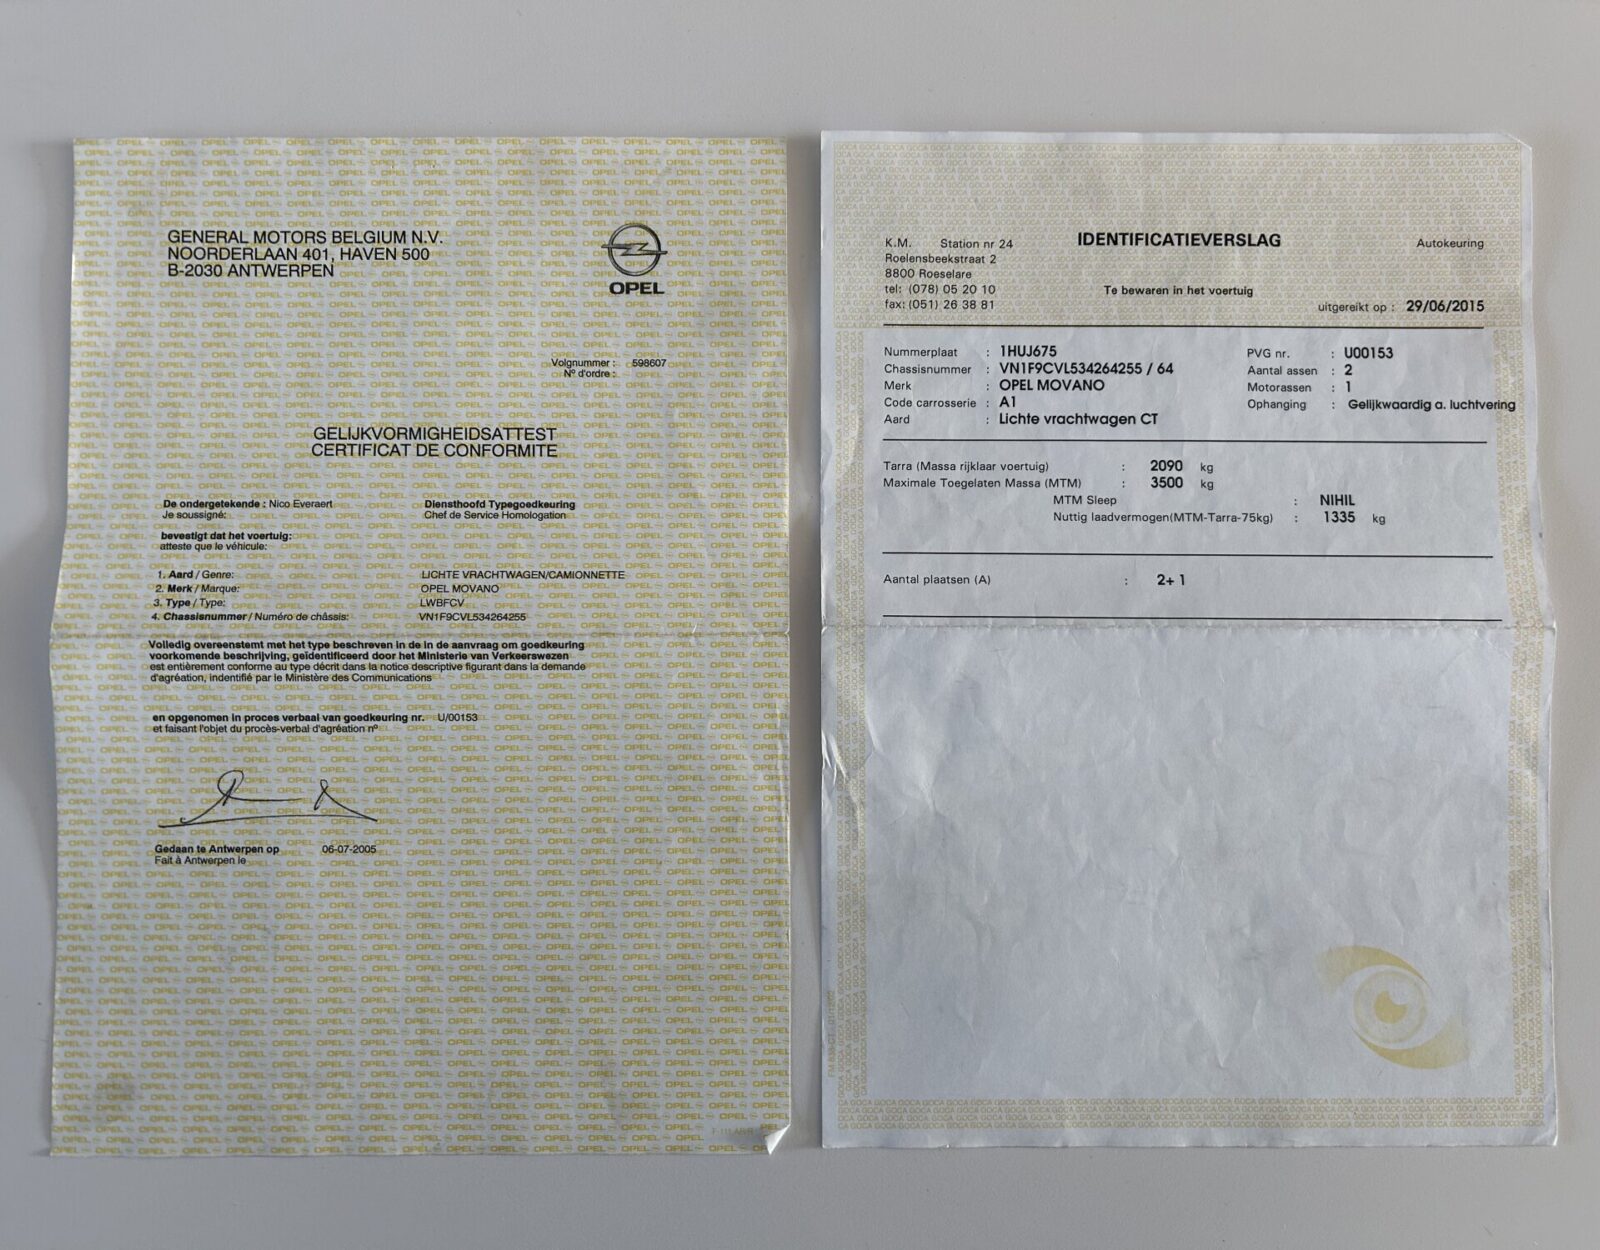 GENERAL MOTORS BELGIUM N.V.
NOORDERLAAN 401, HAVEN 500
B-2030 ANTWERPEN
OPEL
Volgnummer : 598607
N° d'ordre :
GELIJKVORMIGHEIDSATTEST
CERTIFICAT DE CONFORMITE
De ondergetekende : Nico Everaert Diensthoofd Typegoedkeuring
Je soussigné: Chef de Service Homologation
bevestigt dat het voertuig:
atteste que le véhicule:
1. Aard / Genre: LICHTE VRACHTWAGEN/CAMIONNETTE
2. Merk / Marque: OPEL MOVANO
3. Type / Type: LWBFCV
4. Chassisnummer / Numéro de châssis: VN1F9CVL534264255
Volledig overeenstemt met het type beschreven in de in de aanvraag om goedkeuring
voorkomende beschrijving, geïdentificeerd door het Ministerie van Verkeerswezen
est entièrement conforme au type décrit dans la notice descriptive figurant dans la demande
d'agréation, indentifié par le Ministère des Communications
en opgenomen in proces verbaal van goedkeuring nr. U/00153
et faisant l'objet du procès-verbal d'agréation n°
Gedaan te Antwerpen op 06-07-2005
Fait à Antwerpen le
K.M. Station nr 24
Roelensbeekstraat 2
8800 Roeselare
tel: (078) 05 20 10
fax: (051) 26 38 81
IDENTIFICATIEVERSLAG
Te bewaren in het voertuig
Autokeuring
uitgereikt op : 29/06/2015
Nummerplaat : 1HUJ675
Chassisnummer : VN1F9CVL534264255 / 64
Merk : OPEL MOVANO
Code carrosserie : A1
Aard : Lichte vrachtwagen CT
PVG nr. : U00153
Aantal assen : 2
Motorassen : 1
Ophanging : Gelijkwaardig a. luchtvering
Tarra (Massa rijklaar voertuig) : 2090 kg
Maximale Toegelaten Massa (MTM) : 3500 kg
MTM Sleep : NIHIL
Nuttig laadvermogen(MTM-Tarra-75kg) : 1335 kg
Aantal plaatsen (A) : 2+1